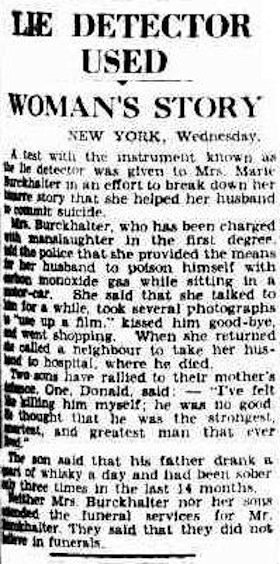 LIE DETECTOR
USED
WOMAN'S STORY
NEW YORK, Wednesday.
A test with the instrument known as
the lie detector was given to Mrs. Marie
Burckhalter in an effort to break down her
bizarre story that she helped her husband
to commit suicide.
Mrs. Burckhalter, who has been charged
with manslaughter in the first degree,
told the police that she provided the means
for her husband to poison himself with
carbon monoxide gas while sitting in a
motor-car. She said that she talked to
him for a while, took several photographs
to "use up a film," kissed him good-bye,
and went shopping. When she returned
she called a neighbour to take her hus-
band to hospital, where he died.
Two sons have rallied to their mother's
defence. One, Donald, said: — "I've felt
like killing him myself; he was no good.
He thought that he was the strongest,
smartest, and greatest man that ever
lived."
The son said that his father drank a
quart of whisky a day and had been sober
only three times in the last 14 months.
Neither Mrs. Burckhalter nor her sons
attended the funeral services for Mr.
Burckhalter. They said that they did not
believe in funerals.